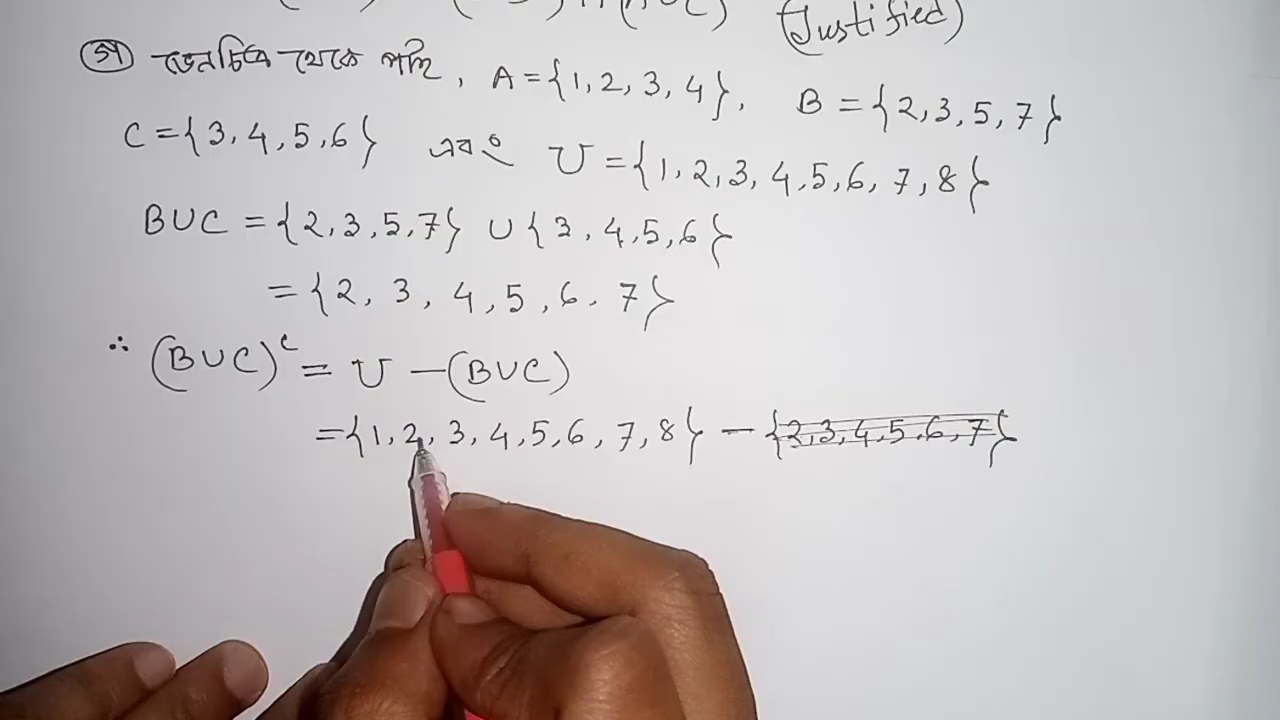 (Justified)
(গ) ভেনচিত্র থেকে পাই, A={1,2,3,4}, B={2,3,5,7}
C={3,4,5,6} এবং U={1,2,3,4,5,6,7,8}
B∪C={2,3,5,7} ∪ {3,4,5,6}
={2,3,4,5,6,7}
∴ (B∪C)ᶜ = U-(B∪C)
={1,2,3,4,5,6,7,8}-{2,3,4,5,6,7}